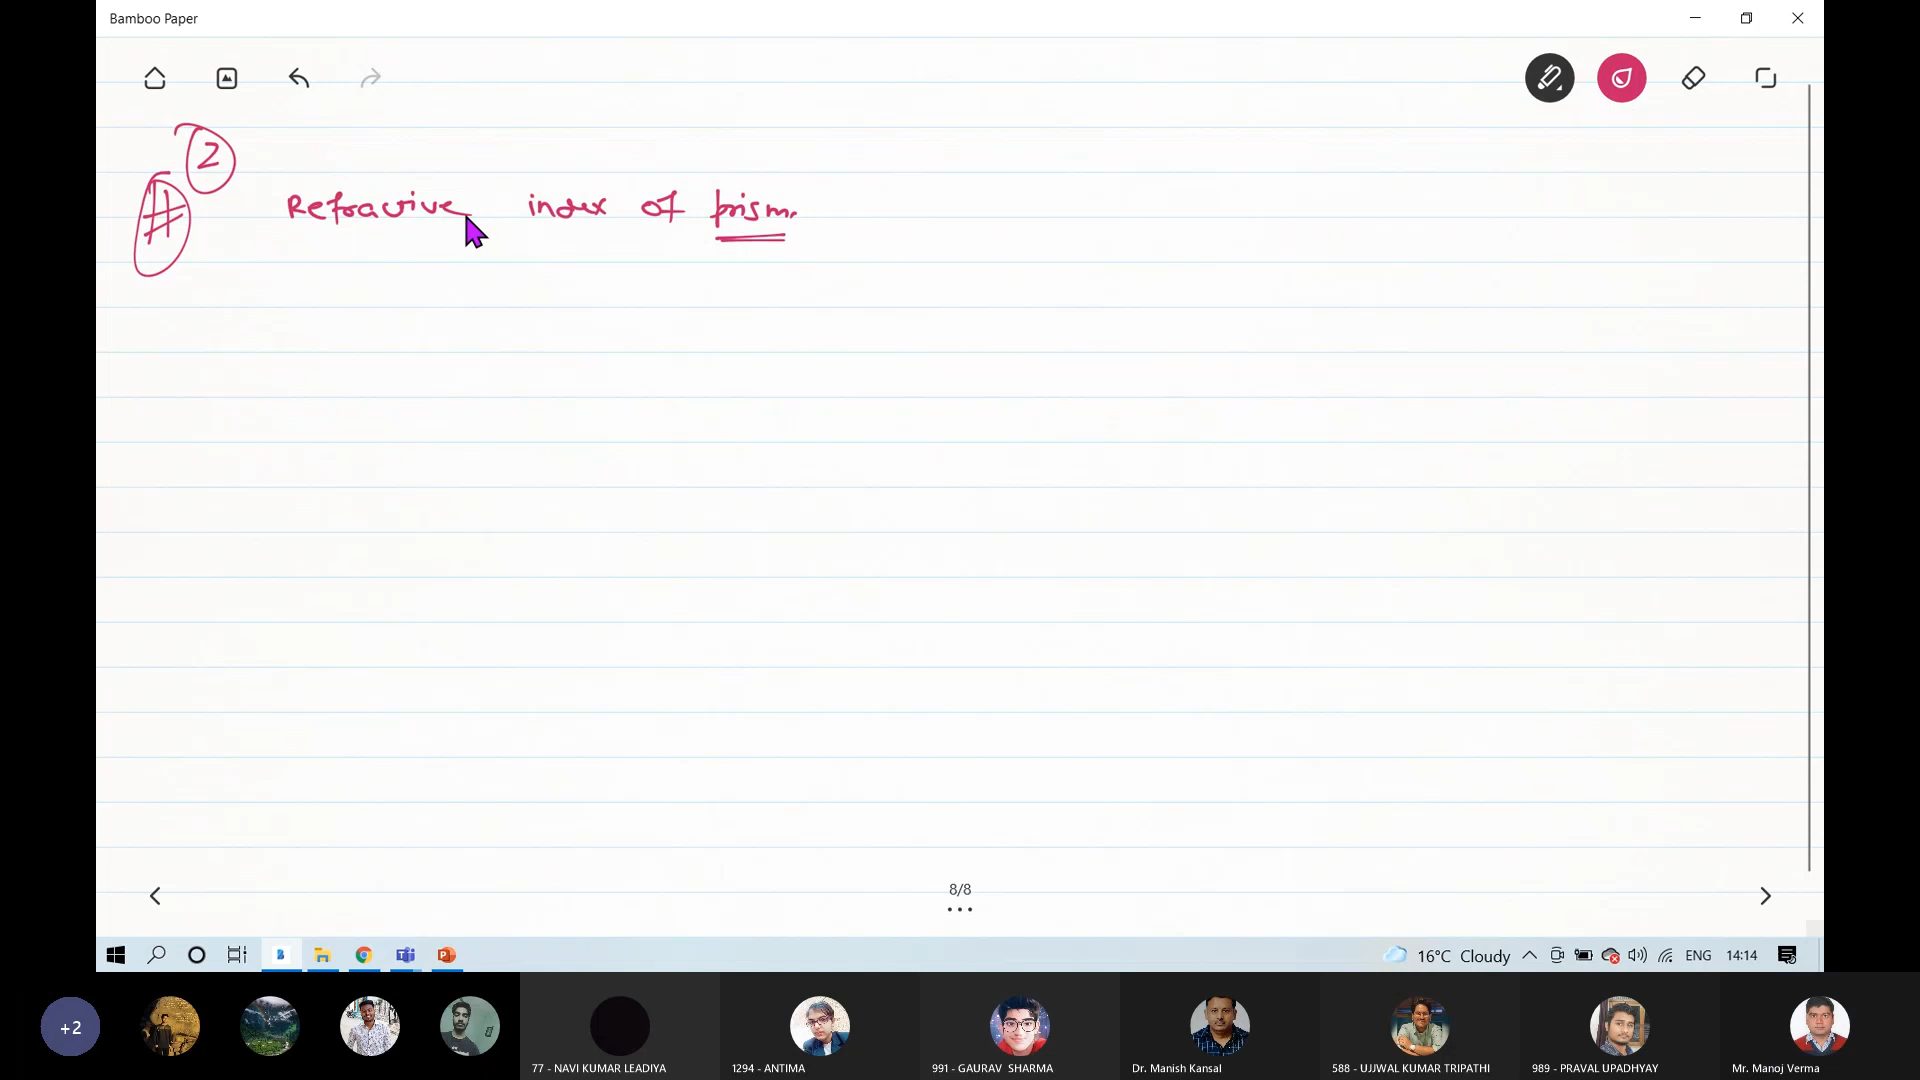 Bamboo Paper
2
# Refractive index of prism.
8/8
16°C Cloudy ENG 14:14
+2
77 - NAVI KUMAR LEADIYA
1294 - ANTIMA
991 - GAURAV SHARMA
Dr. Manish Kansal
588 - UJJWAL KUMAR TRIPATHI
989 - PRAVAL UPADHYAY
Mr. Manoj Verma